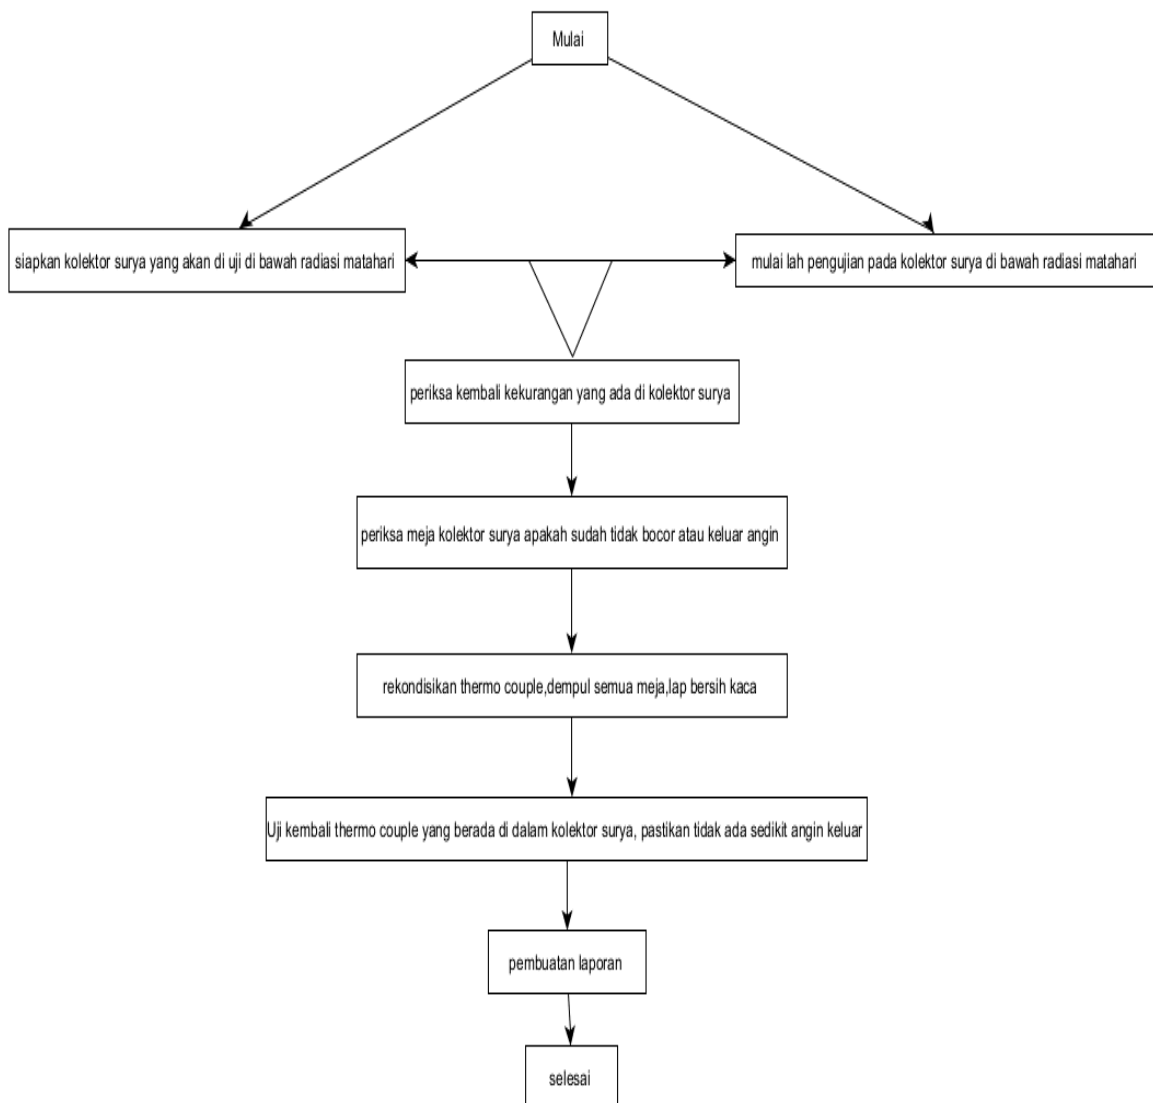 Mulai
siapkan kolektor surya yang akan di uji di bawah radiasi matahari
mulai lah pengujian pada kolektor surya di bawah radiasi matahari
periksa kembali kekurangan yang ada di kolektor surya
periksa meja kolektor surya apakah sudah tidak bocor atau keluar angin
rekondisikan thermo couple,dempul semua meja,lap bersih kaca
Uji kembali thermo couple yang berada di dalam kolektor surya, pastikan tidak ada sedikit angin keluar
pembuatan laporan
selesai